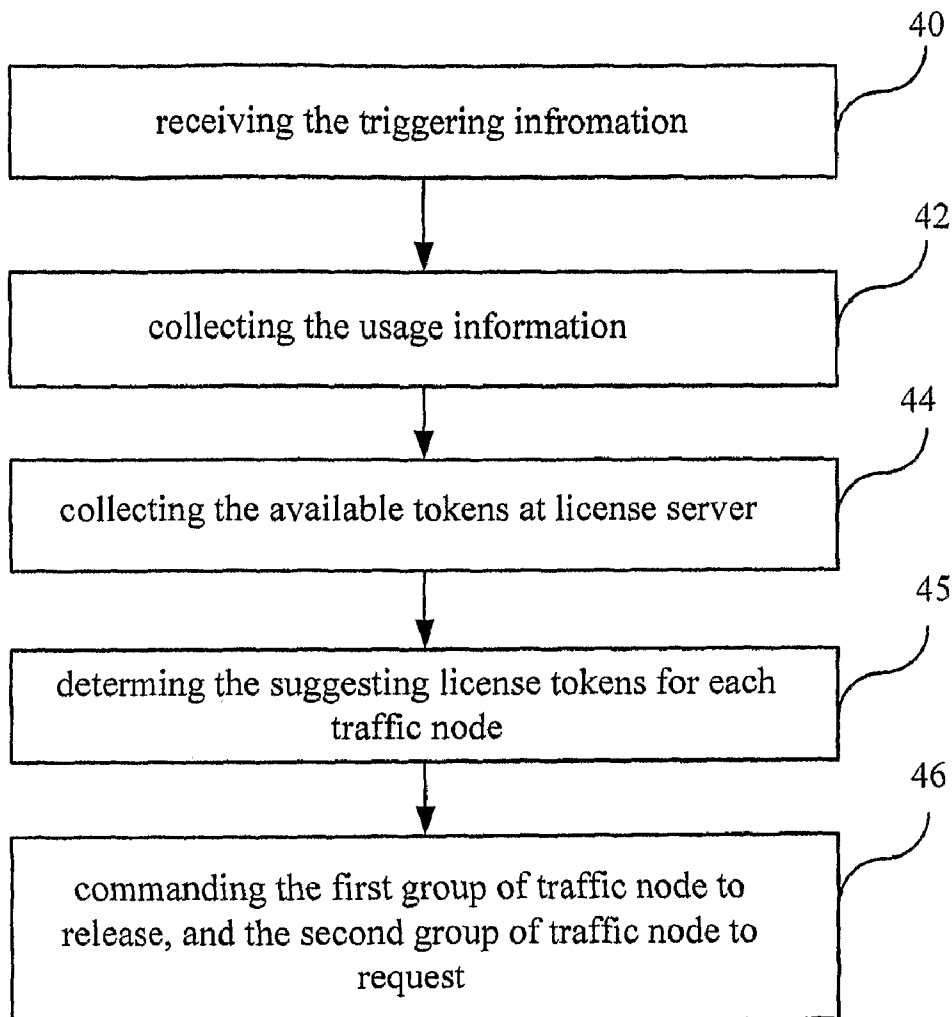 40
receiving the triggering infromation
42
collecting the usage information
44
collecting the available tokens at license server
45
determing the suggesting license tokens for each
traffic node
46
commanding the first group of traffic node to
release, and the second group of traffic node to
request